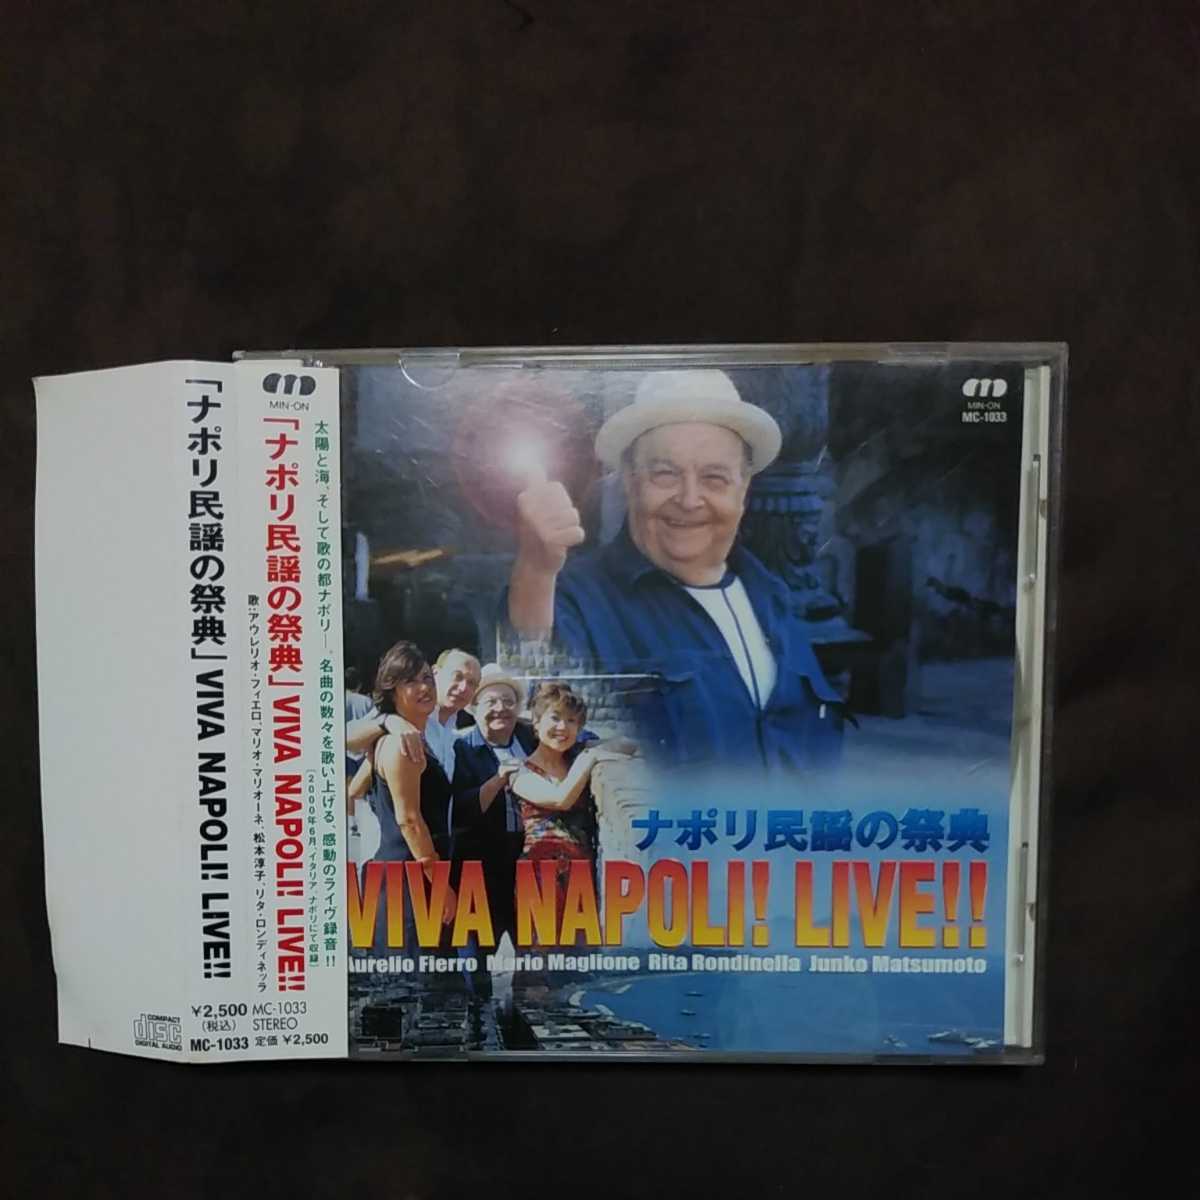 「ナポリ民謡の祭典」VIVA NAPOLI! LIVE!!
¥2,500
(税込)
COMPACT
disc
DIGITAL AUDIO
MC-1033
MIN-ON
「ナポリ民謡の祭典」VIVA NAPOLI! LIVE!!
歌:アウレリオ・フィエロ、マリオ・マリオーネ、松本淳子、リタ・ロンディネッラ
太陽と海、そして歌の都ナポリ―。名曲の数々を歌い上げる、感動のライヴ録音!!
(2000年6月、イタリア、ナポリにて収録)
MC-1033
STEREO
定価 ¥2,500
MIN-ON
MC-1033
ナポリ民謡の祭典
VIVA NAPOLI! LIVE!!
Aurelio Fierro Mario Maglione Rita Rondinella Junko Matsumoto